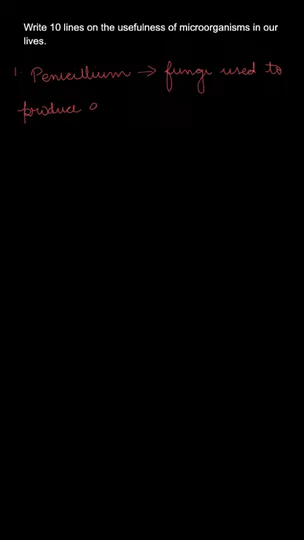 Write 10 lines on the usefulness of microorganisms in our
lives.
1. Penicillium → fungi used to
produce